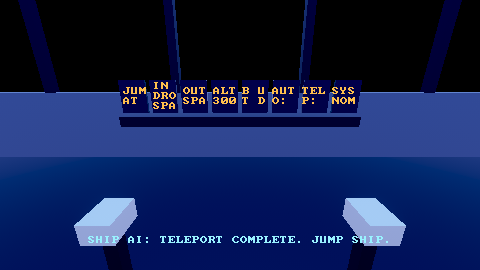 JUM
AT
IN
DRO
SPA
OUT
SPA
ALT
300
B U
T D
AUT
O:
TEL
P:
SYS
NOM
SHIP AI: TELEPORT COMPLETE. JUMP SHIP.